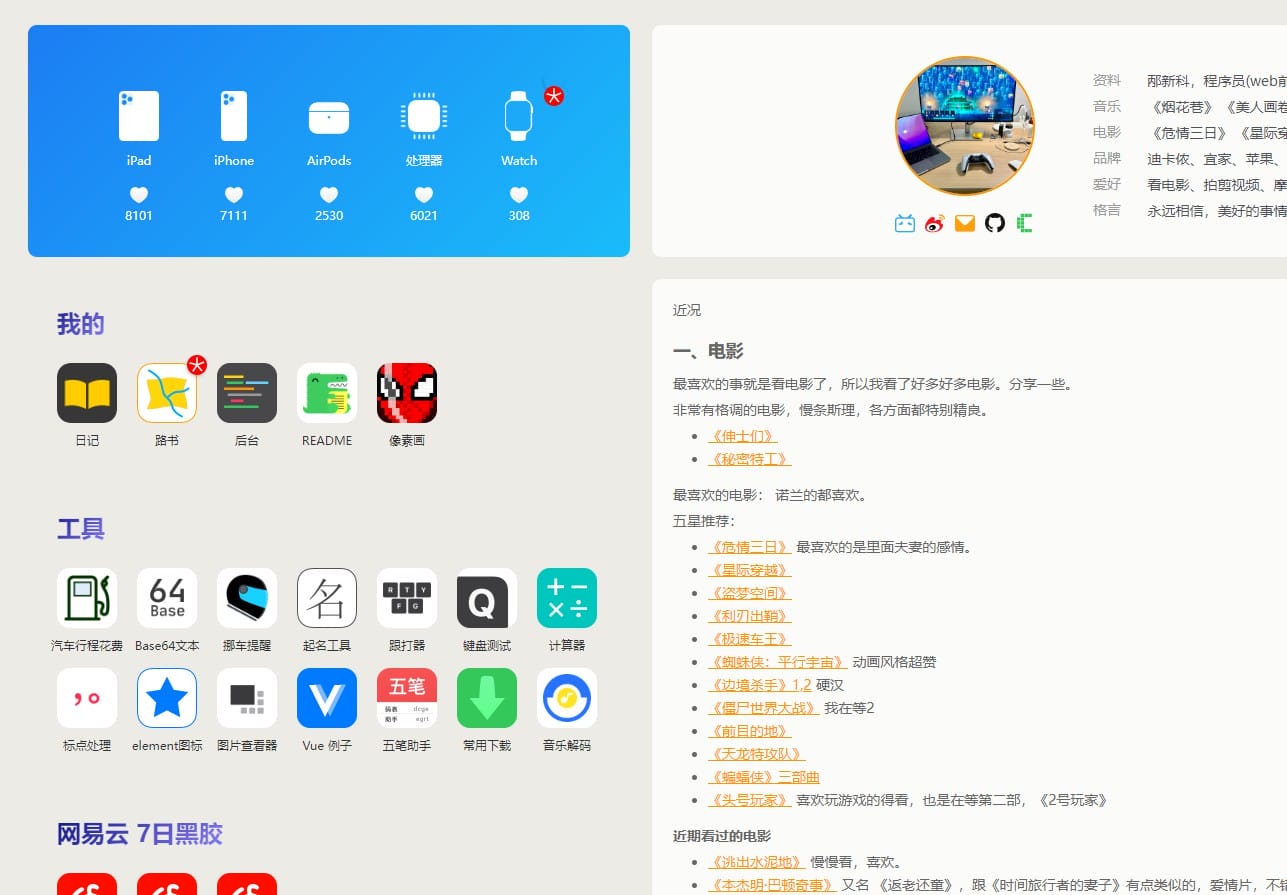 iPad iPhone AirPods 处理器 Watch
8101 7111 2530 6021 308
资料 邴新科，程序员(web前
音乐 《烟花巷》《美人画卷
电影 《危情三日》《星际穿
品牌 迪卡侬、宜家、苹果、
爱好 看电影、拍剪视频、摩
格言 永远相信，美好的事情
我的
日记 路书 后台 README 像素画
工具
64
Base
名
R T Y
F G
Q
汽车行程花费 Base64文本 挪车提醒 起名工具 跟打器 键盘测试 计算器
五笔
码表 dcge
助手 egrt
标点处理 element图标 图片查看器 Vue 例子 五笔助手 常用下载 音乐解码
网易云 7日黑胶
近况
一、电影
最喜欢的事就是看电影了，所以我看了好多好多电影。分享一些。
非常有格调的电影，慢条斯理，各方面都特别精良。
《伸士们》
《秘密特工》
最喜欢的电影： 诺兰的都喜欢。
五星推荐：
《危情三日》 最喜欢的是里面夫妻的感情。
《星际穿越》
《盗梦空间》
《利刃出鞘》
《极速车王》
《蜘蛛侠：平行宇宙》 动画风格超赞
《边境杀手》1,2 硬汉
《僵尸世界大战》 我在等2
《前目的地》
《天龙特攻队》
《蝙蝠侠》三部曲
《头号玩家》 喜欢玩游戏的得看，也是在等第二部，《2号玩家》
近期看过的电影
《逃出水泥地》 慢慢看，喜欢。
《本杰明·巴顿奇事》 又名 《返老还童》，跟《时间旅行者的妻子》有点类似的，爱情片，不